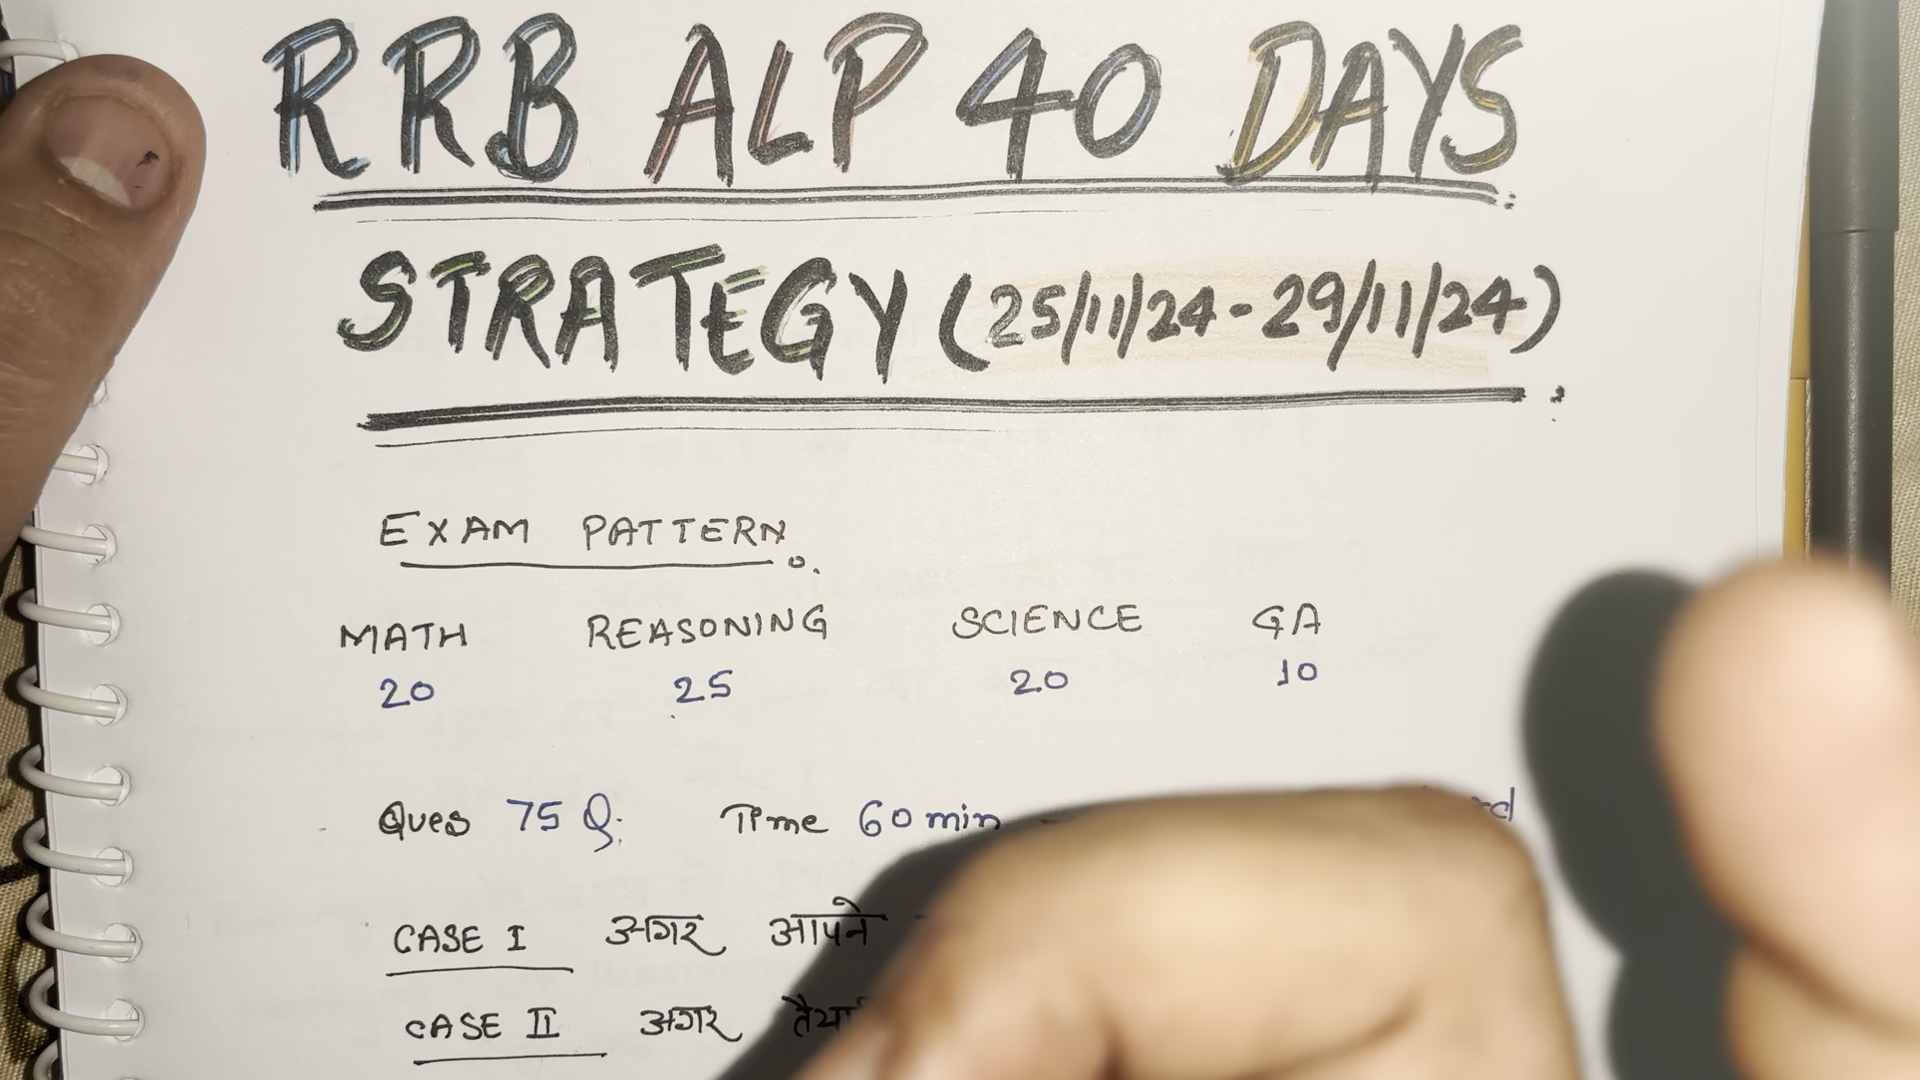 RRB ALP 40 DAYS
STRATEGY (25/11/24 - 29/11/24)
EXAM PATTERN
MATH REASONING SCIENCE GA
20 25 20 10
Ques 75 Q. Time 60 min
CASE I अगर आपने
CASE II अगर